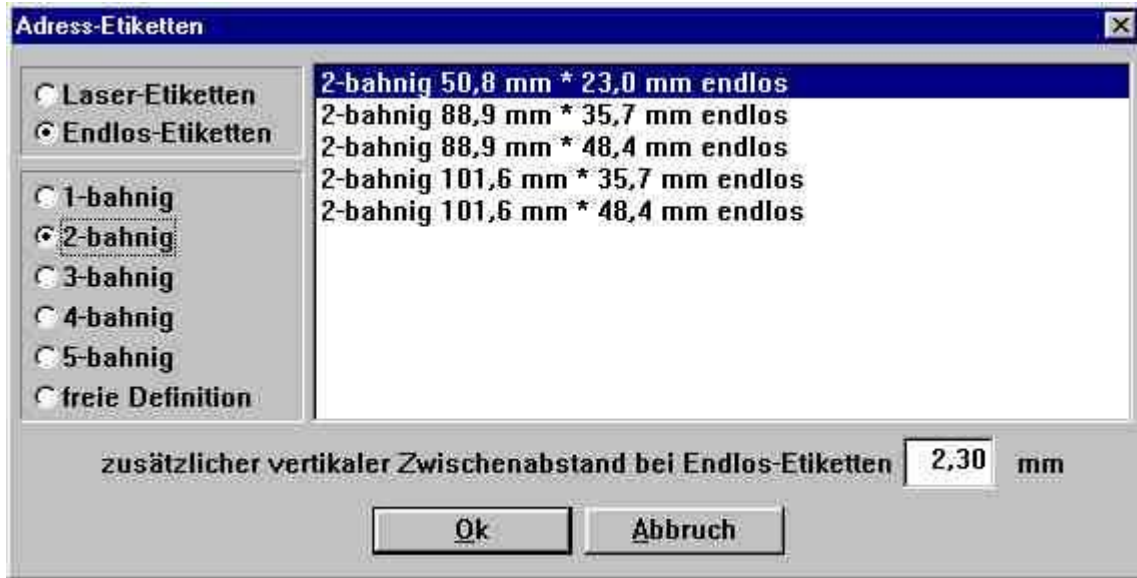 Adress-Etiketten
Laser-Etiketten
Endlos-Etiketten
1-bahnig
2-bahnig
3-bahnig
4-bahnig
5-bahnig
freie Definition
2-bahnig 50,8 mm * 23,0 mm endlos
2-bahnig 88,9 mm * 35,7 mm endlos
2-bahnig 88,9 mm * 48,4 mm endlos
2-bahnig 101,6 mm * 35,7 mm endlos
2-bahnig 101,6 mm * 48,4 mm endlos
zusätzlicher vertikaler Zwischenabstand bei Endlos-Etiketten 2,30 mm
Ok Abbruch